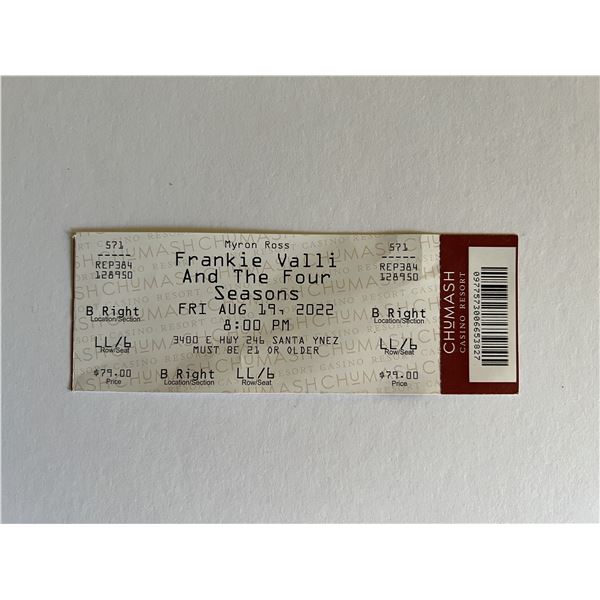 571
------
REP384
128950
B Right
Location/Section
LL/6
Row/Seat
$79.00
Price
Myron Ross
Frankie Valli
And The Four
Seasons
FRI AUG 19, 2022
8:00 PM
3400 E HWY 246 SANTA YNEZ
MUST BE 21 OR OLDER
B Right LL/6
Location/Section Row/Seat
571
------
REP384
128950
B Right
Location/Section
LL/6
Row/Seat
$79.00
Price
CHUMASH
CASINO RESORT